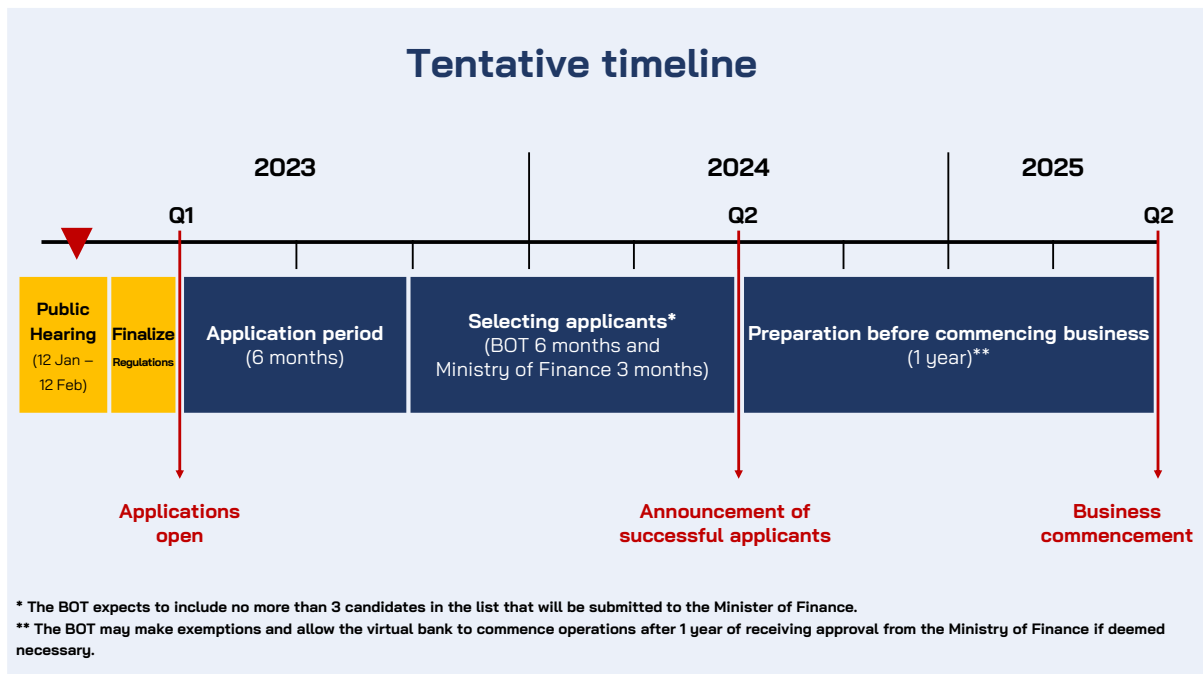 Tentative timeline
2023
2024
2025
Q1
Q2
Q2
Public
Hearing
(12 Jan –
12 Feb)
Finalize
Regulations
Application period
(6 months)
Selecting applicants*
(BOT 6 months and
Ministry of Finance 3 months)
Preparation before commencing business
(1 year)**
Applications
open
Announcement of
successful applicants
Business
commencement
* The BOT expects to include no more than 3 candidates in the list that will be submitted to the Minister of Finance.
** The BOT may make exemptions and allow the virtual bank to commence operations after 1 year of receiving approval from the Ministry of Finance if deemed
necessary.